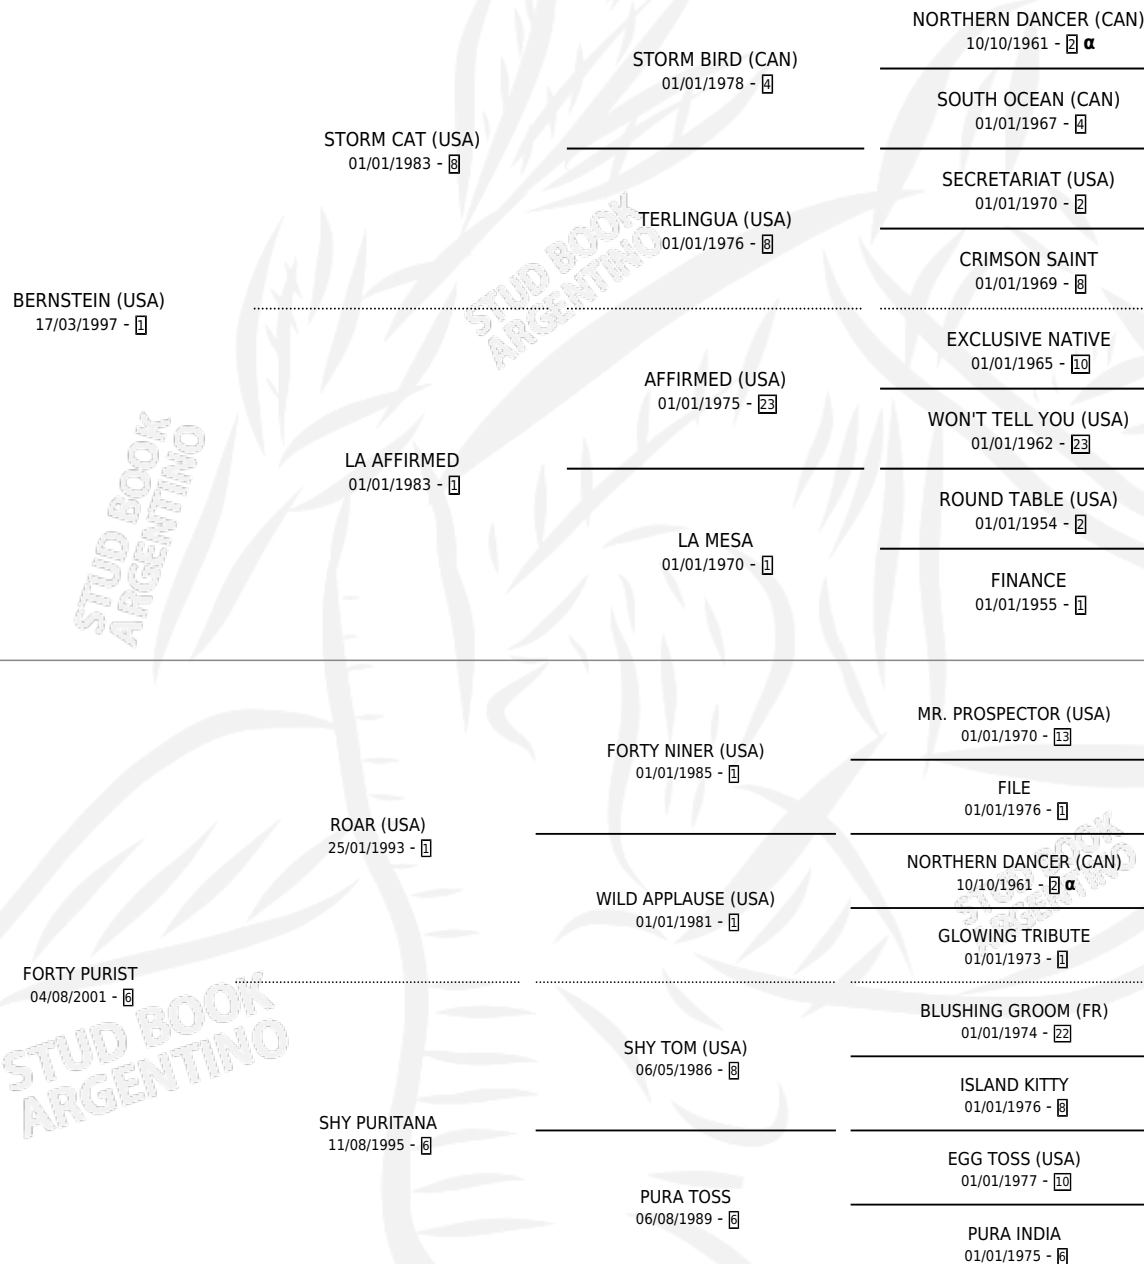 NORTHERN DANCER (CAN)
10/10/1961 - 2 α
STORM BIRD (CAN)
01/01/1978 - 4
SOUTH OCEAN (CAN)
01/01/1967 - 4
STORM CAT (USA)
01/01/1983 - 8
SECRETARIAT (USA)
01/01/1970 - 2
TERLINGUA (USA)
01/01/1976 - 8
CRIMSON SAINT
01/01/1969 - 8
STUD BOOK
ARGENTINO
BERNSTEIN (USA)
17/03/1997 - 1
EXCLUSIVE NATIVE
01/01/1965 - 10
AFFIRMED (USA)
01/01/1975 - 23
WON'T TELL YOU (USA)
01/01/1962 - 23
LA AFFIRMED
01/01/1983 - 1
ROUND TABLE (USA)
01/01/1954 - 2
LA MESA
01/01/1970 - 1
FINANCE
01/01/1955 - 1
STUD BOOK
ARGENTINO
MR. PROSPECTOR (USA)
01/01/1970 - 13
FORTY NINER (USA)
01/01/1985 - 1
FILE
01/01/1976 - 1
ROAR (USA)
25/01/1993 - 1
NORTHERN DANCER (CAN)
10/10/1961 - 2 α
WILD APPLAUSE (USA)
01/01/1981 - 1
GLOWING TRIBUTE
01/01/1973 - 1
STUD BOOK
ARGENTINO
FORTY PURIST
04/08/2001 - 6
BLUSHING GROOM (FR)
01/01/1974 - 22
SHY TOM (USA)
06/05/1986 - 8
ISLAND KITTY
01/01/1976 - 8
STUD BOOK
ARGENTINO
SHY PURITANA
11/08/1995 - 6
EGG TOSS (USA)
01/01/1977 - 10
PURA TOSS
06/08/1989 - 6
PURA INDIA
01/01/1975 - 6